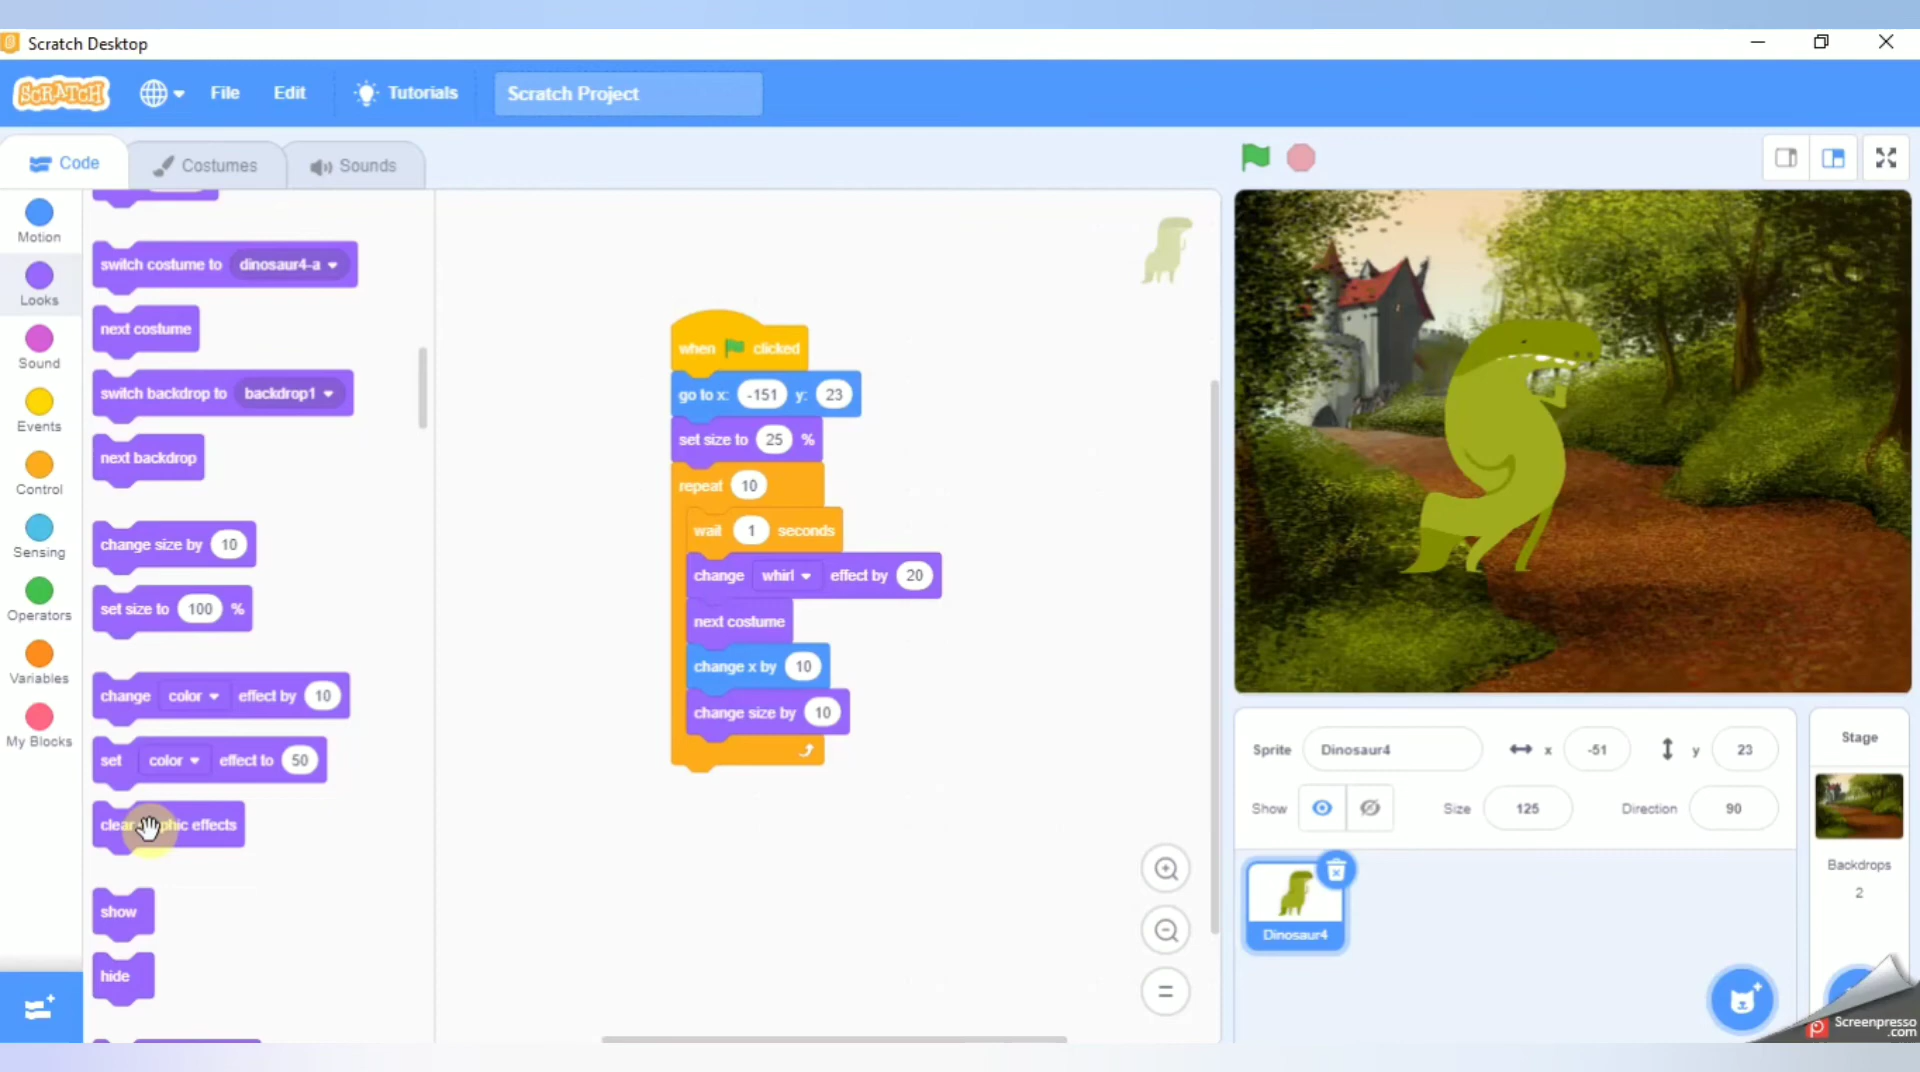 Scratch Desktop
SCRATCH
File
Edit
Tutorials
Scratch Project
Code
Costumes
Sounds
Motion
Looks
Sound
Events
Control
Sensing
Operators
Variables
My Blocks
switch costume to dinosaur4-a
next costume
switch backdrop to backdrop1
next backdrop
change size by 10
set size to 100 %
change color effect by 10
set color effect to 50
clear graphic effects
show
hide
when clicked
go to x: -151 y: 23
set size to 25 %
repeat 10
wait 1 seconds
change whirl effect by 20
next costume
change x by 10
change size by 10
Sprite Dinosaur4 x -51 y 23
Show Size 125 Direction 90
Dinosaur4
Stage
Backdrops
2
Screenpresso
.com